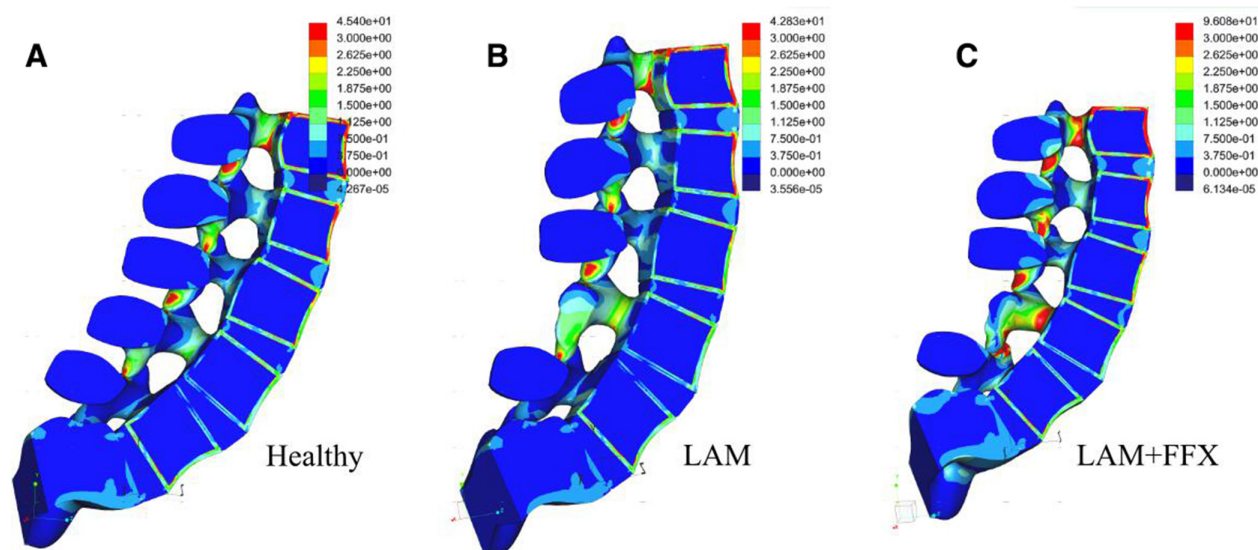 A
4.540e+01
3.000e+00
2.625e+00
2.250e+00
1.875e+00
1.500e+00
1.125e+00
7.500e-01
3.750e-01
0.000e+00
4.267e-05
Healthy
B
4.283e+01
3.000e+00
2.625e+00
2.250e+00
1.875e+00
1.500e+00
1.125e+00
7.500e-01
3.750e-01
0.000e+00
3.556e-05
LAM
C
9.608e+01
3.000e+00
2.625e+00
2.250e+00
1.875e+00
1.500e+00
1.125e+00
7.500e-01
3.750e-01
0.000e+00
6.134e-05
LAM+FFX